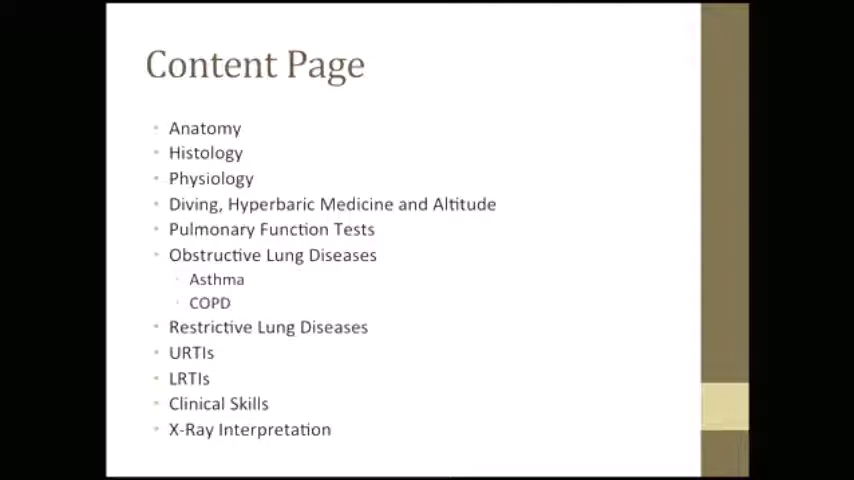 Content Page
Anatomy
Histology
Physiology
Diving, Hyperbaric Medicine and Altitude
Pulmonary Function Tests
Obstructive Lung Diseases
Asthma
COPD
Restrictive Lung Diseases
URTIs
LRTIs
Clinical Skills
X-Ray Interpretation